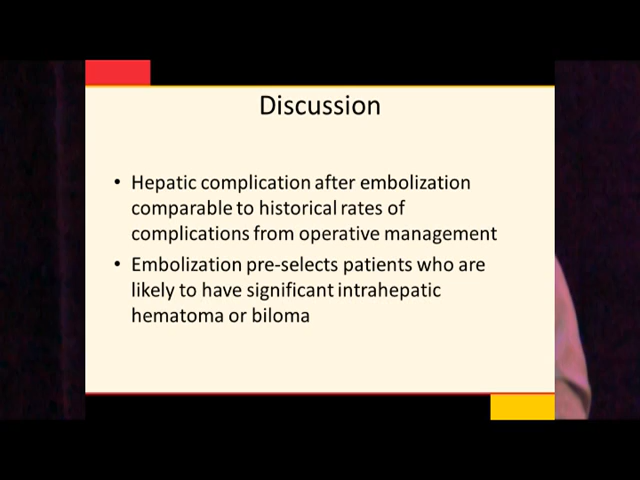 Discussion
• Hepatic complication after embolization
comparable to historical rates of
complications from operative management
• Embolization pre-selects patients who are
likely to have significant intrahepatic
hematoma or biloma